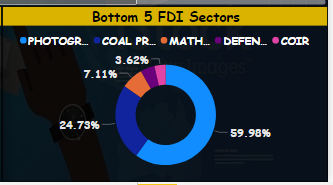 Bottom 5 FDI Sectors
PHOTOGR... COAL PR... MATH... DEFEN... COIR
3.62%
7.11%
24.73%
59.98%